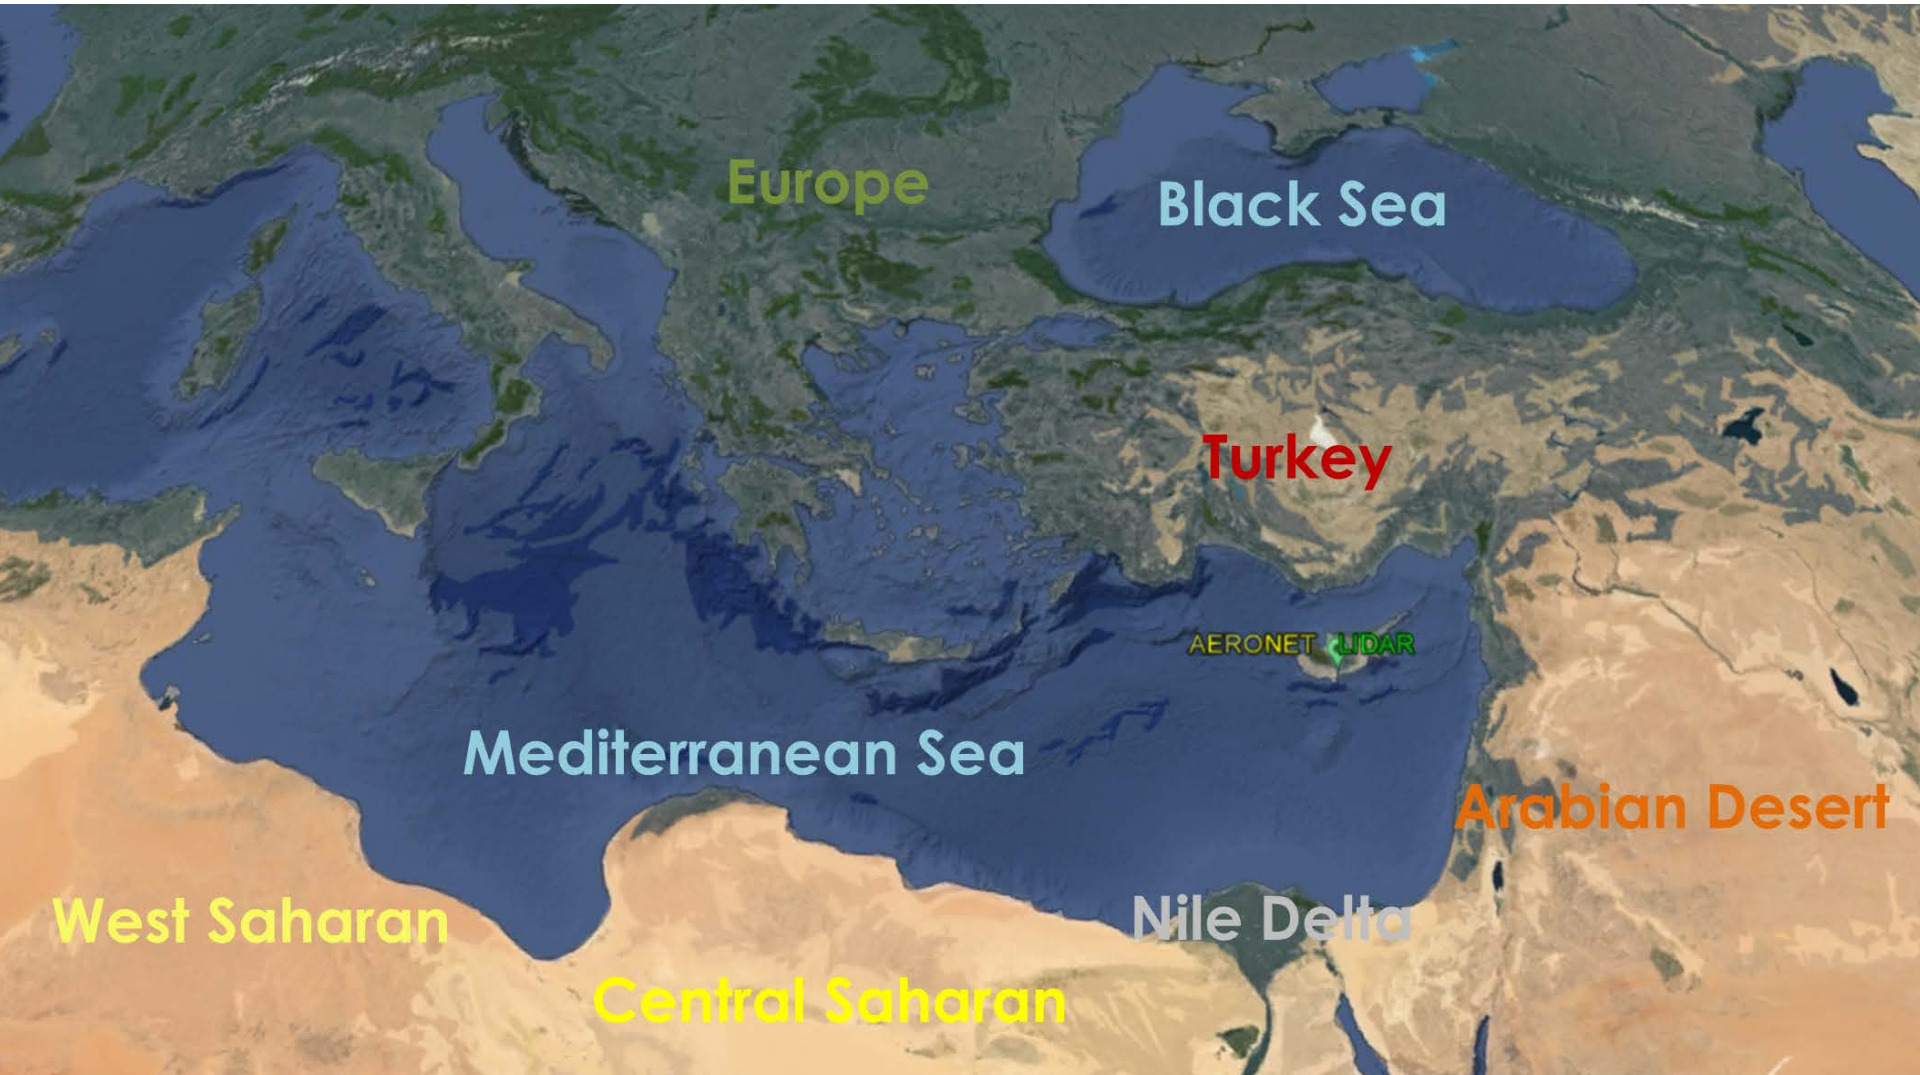 Europe
Black Sea
Turkey
AERONET LIDAR
Mediterranean Sea
Arabian Desert
West Saharan
Nile Delta
Central Saharan